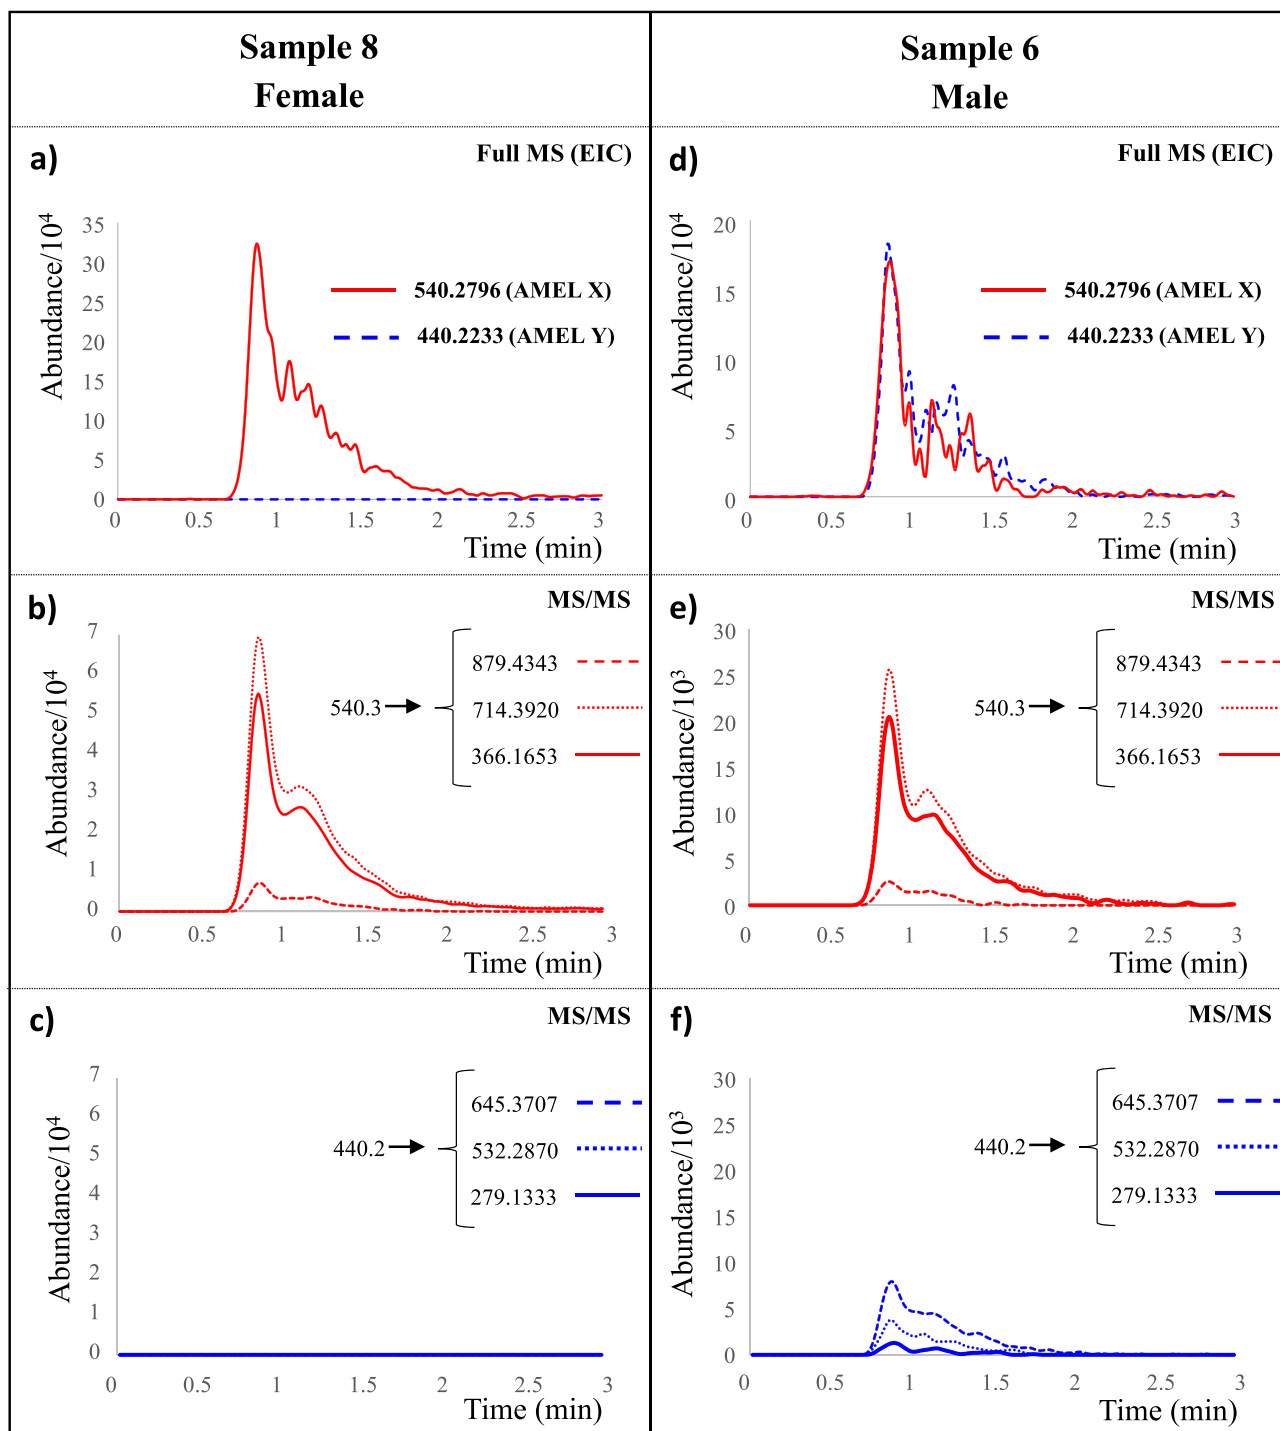 Sample 8
Female
Sample 6
Male
a)
Full MS (EIC)
Abundance/10⁴
35
30
25
20
15
10
5
0
540.2796 (AMEL X)
440.2233 (AMEL Y)
0 0.5 1 1.5 2 2.5 3
Time (min)
d)
Full MS (EIC)
Abundance/10⁴
20
15
10
5
0
540.2796 (AMEL X)
440.2233 (AMEL Y)
0 0.5 1 1.5 2 2.5 3
Time (min)
b)
MS/MS
Abundance/10⁴
7
6
5
4
3
2
1
0
540.3
879.4343
714.3920
366.1653
0 0.5 1 1.5 2 2.5 3
Time (min)
e)
MS/MS
Abundance/10³
30
25
20
15
10
5
0
540.3
879.4343
714.3920
366.1653
0 0.5 1 1.5 2 2.5 3
Time (min)
c)
MS/MS
Abundance/10⁴
7
6
5
4
3
2
1
0
440.2
645.3707
532.2870
279.1333
0 0.5 1 1.5 2 2.5 3
Time (min)
f)
MS/MS
Abundance/10³
30
25
20
15
10
5
0
440.2
645.3707
532.2870
279.1333
0 0.5 1 1.5 2 2.5 3
Time (min)